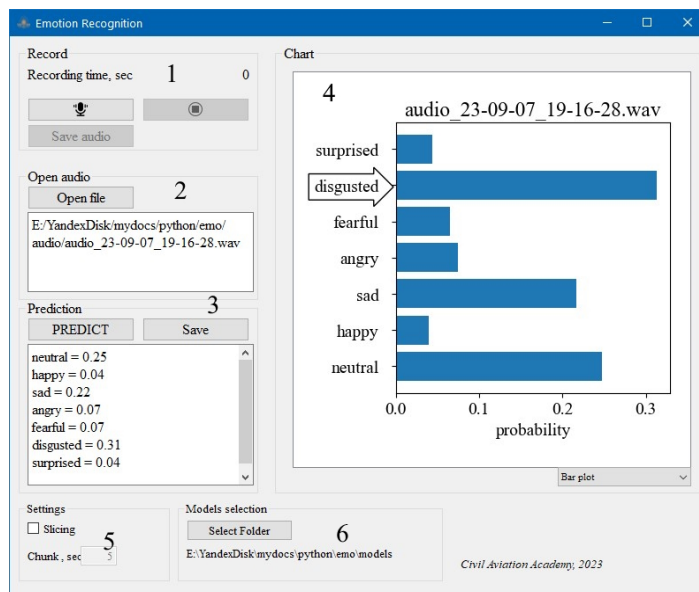 Emotion Recognition
Record
Recording time, sec
1
0
Save audio
Open audio
Open file
2
E:/YandexDisk/mydocs/python/emo/
audio/audio_23-09-07_19-16-28.wav
Prediction
3
PREDICT
Save
neutral = 0.25
happy = 0.04
sad = 0.22
angry = 0.07
fearful = 0.07
disgusted = 0.31
surprised = 0.04
Chart
4
audio_23-09-07_19-16-28.wav
surprised
disgusted
fearful
angry
sad
happy
neutral
0.0 0.1 0.2 0.3
probability
Bar plot
Settings
Slicing
5
Chunk , sec 5
Models selection
Select Folder
6
E:\YandexDisk\mydocs\python\emo\models
Civil Aviation Academy, 2023